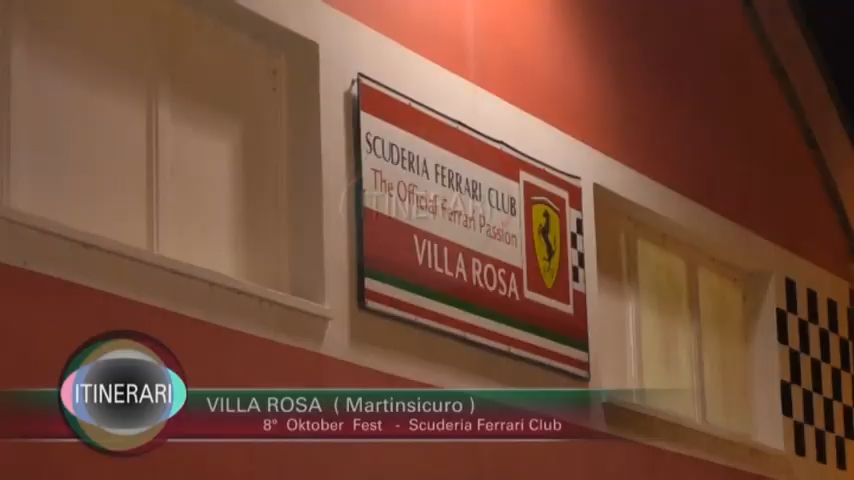 SCUDERIA FERRARI CLUB
The Official Ferrari Passion
VILLA ROSA
ITINERARI
ITINERARI
VILLA ROSA ( Martinsicuro )
8° Oktober Fest - Scuderia Ferrari Club